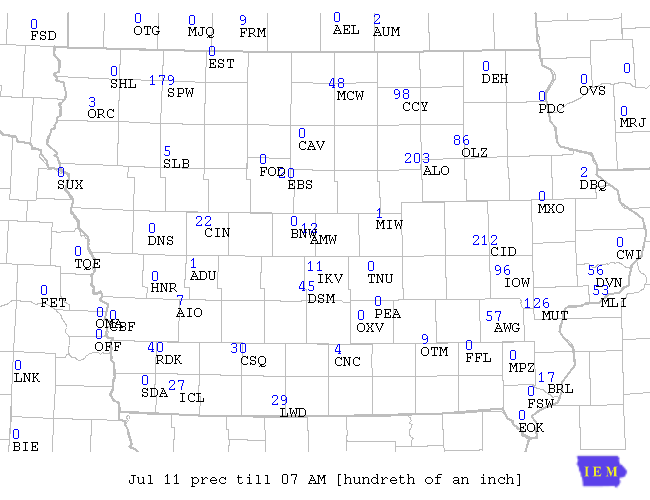 0 FSD
0 OTG
0 MJQ
9 FRM
0 AEL
2 AUM
0 EST
0 SHL
179 SPW
48 MCW
98 CCY
0 DEH
0 OVS
0
3 ORC
0 PDC
0 MRJ
5 SLB
0 CAV
86 OLZ
0 FOD
20 EBS
203 ALO
0 SUX
2 DBQ
0 DNS
22 CIN
0 BNW
12 AMW
1 MIW
0 MXO
212 CID
0 CWI
0 TQE
0 HNR
1 ADU
11 IKV
0 TNU
96 IOW
56 DVN
0 FET
7 AIO
45 DSM
0 PEA
53 MLI
0 OMA
0 CBF
0 OXV
57 AWG
126 MUT
0 OFF
40 RDK
30 CSQ
4 CNC
9 OTM
0 FFL
0 MPZ
0 LNK
0 SDA
27 ICL
29 LWD
17 BRL
0 FSW
0 EOK
0 BIE
IEM
Jul 11 prec till 07 AM [hundreth of an inch]